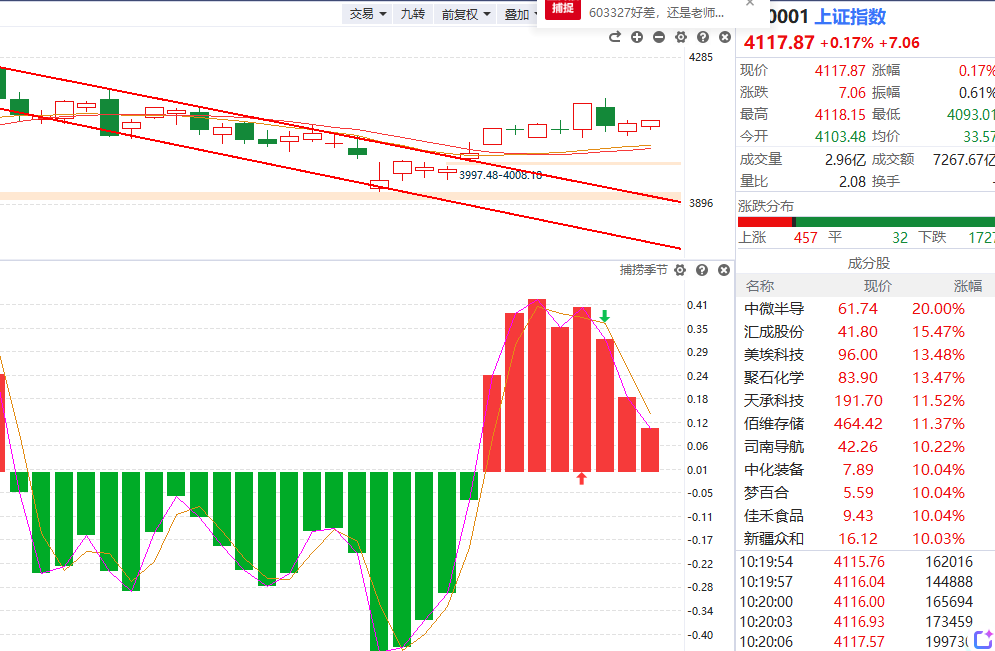 交易 九转 前复权 叠加
捕捉
603327好差，还是老师...
0001 上证指数
4117.87 +0.17% +7.06
4285
3997.48-4008.18
3896
现价 4117.87 涨幅 0.17%
涨跌 7.06 振幅 0.61%
最高 4118.15 最低 4093.01
今开 4103.48 均价 33.57
成交量 2.96亿 成交额 7267.67亿
量比 2.08 换手 -
涨跌分布
上涨 457 平 32 下跌 1727
捕捞季节
0.41
0.35
0.29
0.24
0.18
0.12
0.06
0.01
-0.05
-0.11
-0.17
-0.22
-0.28
-0.34
-0.40
成分股
名称 现价 涨幅
中微半导 61.74 20.00%
汇成股份 41.80 15.47%
美埃科技 96.00 13.48%
聚石化学 83.90 13.47%
天承科技 191.70 11.52%
佰维存储 464.42 11.37%
司南导航 42.26 10.22%
中化装备 7.89 10.04%
梦百合 5.59 10.04%
佳禾食品 9.43 10.04%
新疆众和 16.12 10.03%
10:19:54 4115.76 162016
10:19:57 4116.04 144888
10:20:00 4116.00 165694
10:20:03 4116.93 173459
10:20:06 4117.57 19973